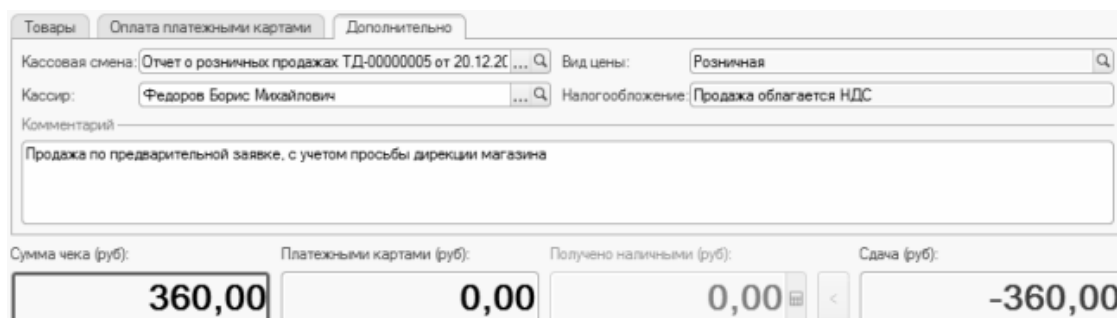 Товары Оплата платежными картами Дополнительно
Кассовая смена: Отчет о розничных продажах ТД-00000005 от 20.12.20 ... Вид цены: Розничная
Кассир: Федоров Борис Михайлович ... Налогообложение: Продажа облагается НДС
Комментарий
Продажа по предварительной заявке, с учетом просьбы дирекции магазина
Сумма чека (руб): Платежными картами (руб): Получено наличными (руб): Сдача (руб):
360,00 0,00 0,00 < -360,00